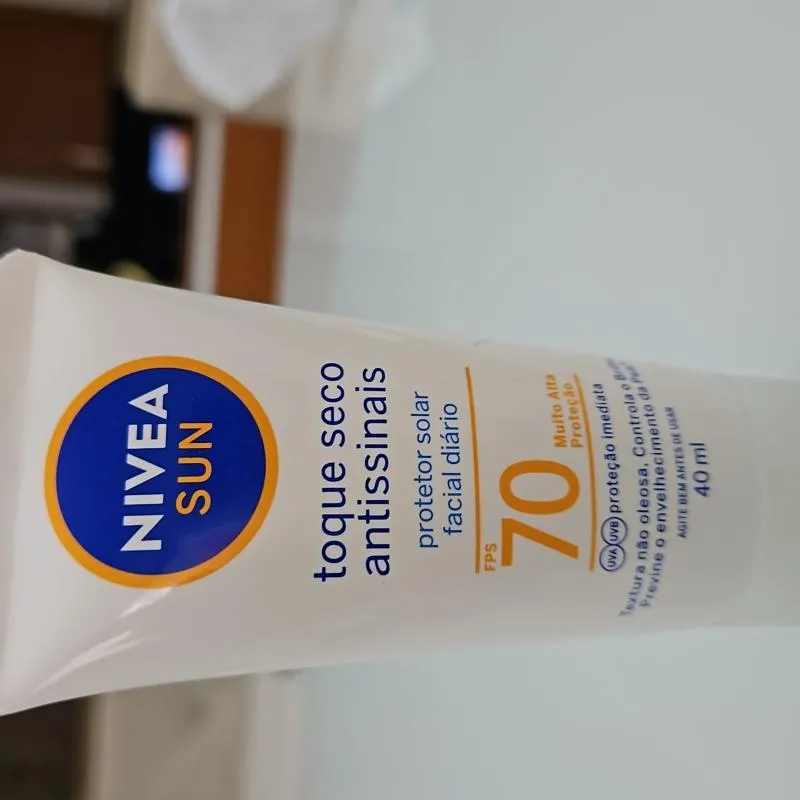 NIVEA
SUN
toque seco
antissinais
protetor solar
facial diário
FPS
70
Muito Alta
Proteção
UVA UVB proteção imediata
Textura não oleosa, Controla o
Previne o envelhecimento da
AGITE BEM ANTES DE USAR
40 ml